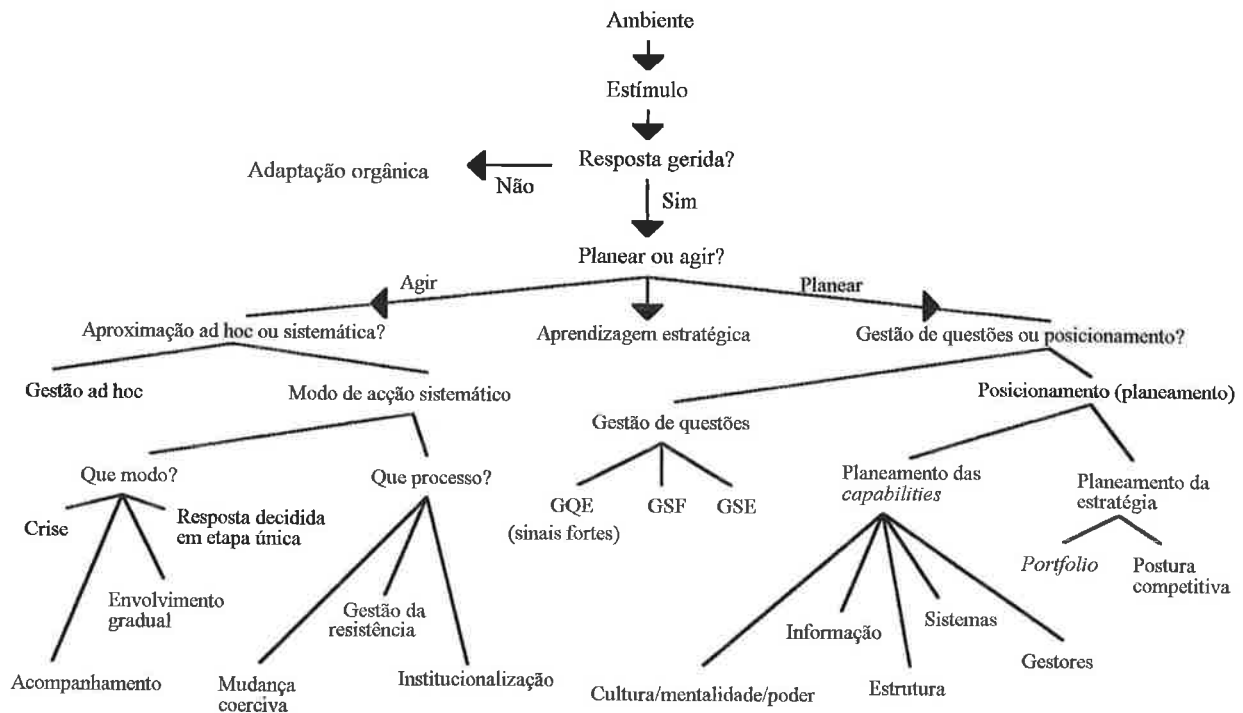 Ambiente
Estímulo
Resposta gerida?
Adaptação orgânica
Não
Sim
Planear ou agir?
Agir
Planear
Aproximação ad hoc ou sistemática?
Aprendizagem estratégica
Gestão de questões ou posicionamento?
Gestão ad hoc
Modo de acção sistemático
Posicionamento (planeamento)
Gestão de questões
Que modo?
Que processo?
Planeamento das
capabilities
Planeamento da
estratégia
Crise
Resposta decidida
em etapa única
GQE
(sinais fortes)
GSF
GSE
Portfolio
Postura
competitiva
Envolvimento
gradual
Gestão da
resistência
Informação
Sistemas
Acompanhamento
Mudança
coerciva
Institucionalização
Cultura/mentalidade/poder
Estrutura
Gestores